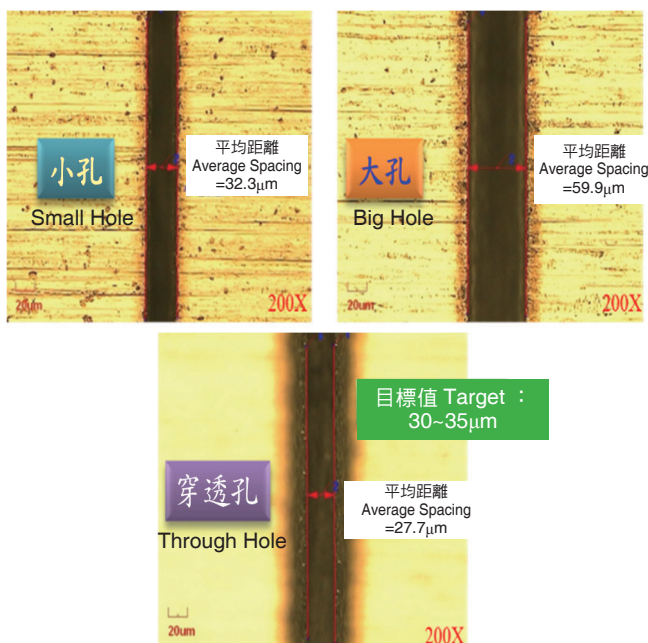 小孔
Small Hole
平均距離
Average Spacing
=32.3μm
20um
200X
大孔
Big Hole
平均距離
Average Spacing
=59.9μm
20um
200X
目標值 Target ：
30~35μm
穿透孔
Through Hole
平均距離
Average Spacing
=27.7μm
20um
200X